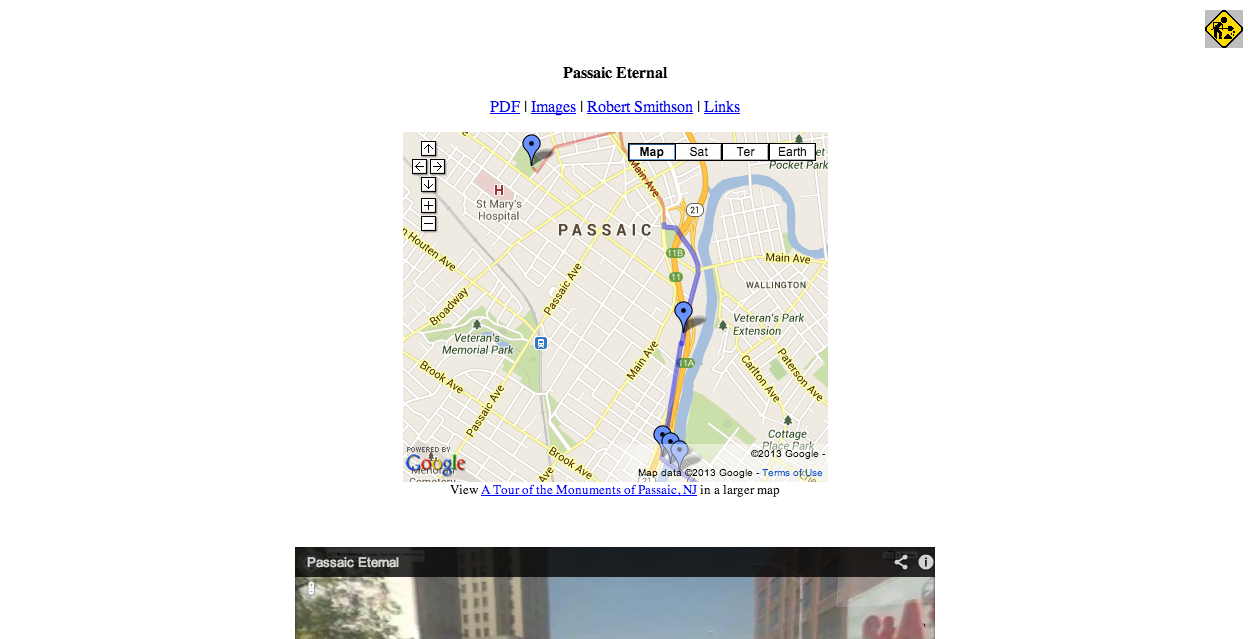 Passaic Eternal
PDF | Images | Robert Smithson | Links
Map Sat Ter Earth
Pocket Park
Main Ave
H
St Mary's
Hospital
21
PASSAIC
11B
Main Ave
11
WALLINGTON
Houten Ave
Passaic Ave
Broadway
Veteran's Park
Extension
Veteran's
Memorial Park
Main Ave
11A
Brook Ave
Carlton Ave
Paterson Ave
Passaic Ave
Cottage
Place Park
POWERED BY
Google
Brook Ave
©2013 Google -
Map data ©2013 Google - Terms of Use
21
View A Tour of the Monuments of Passaic, NJ in a larger map
Passaic Eternal